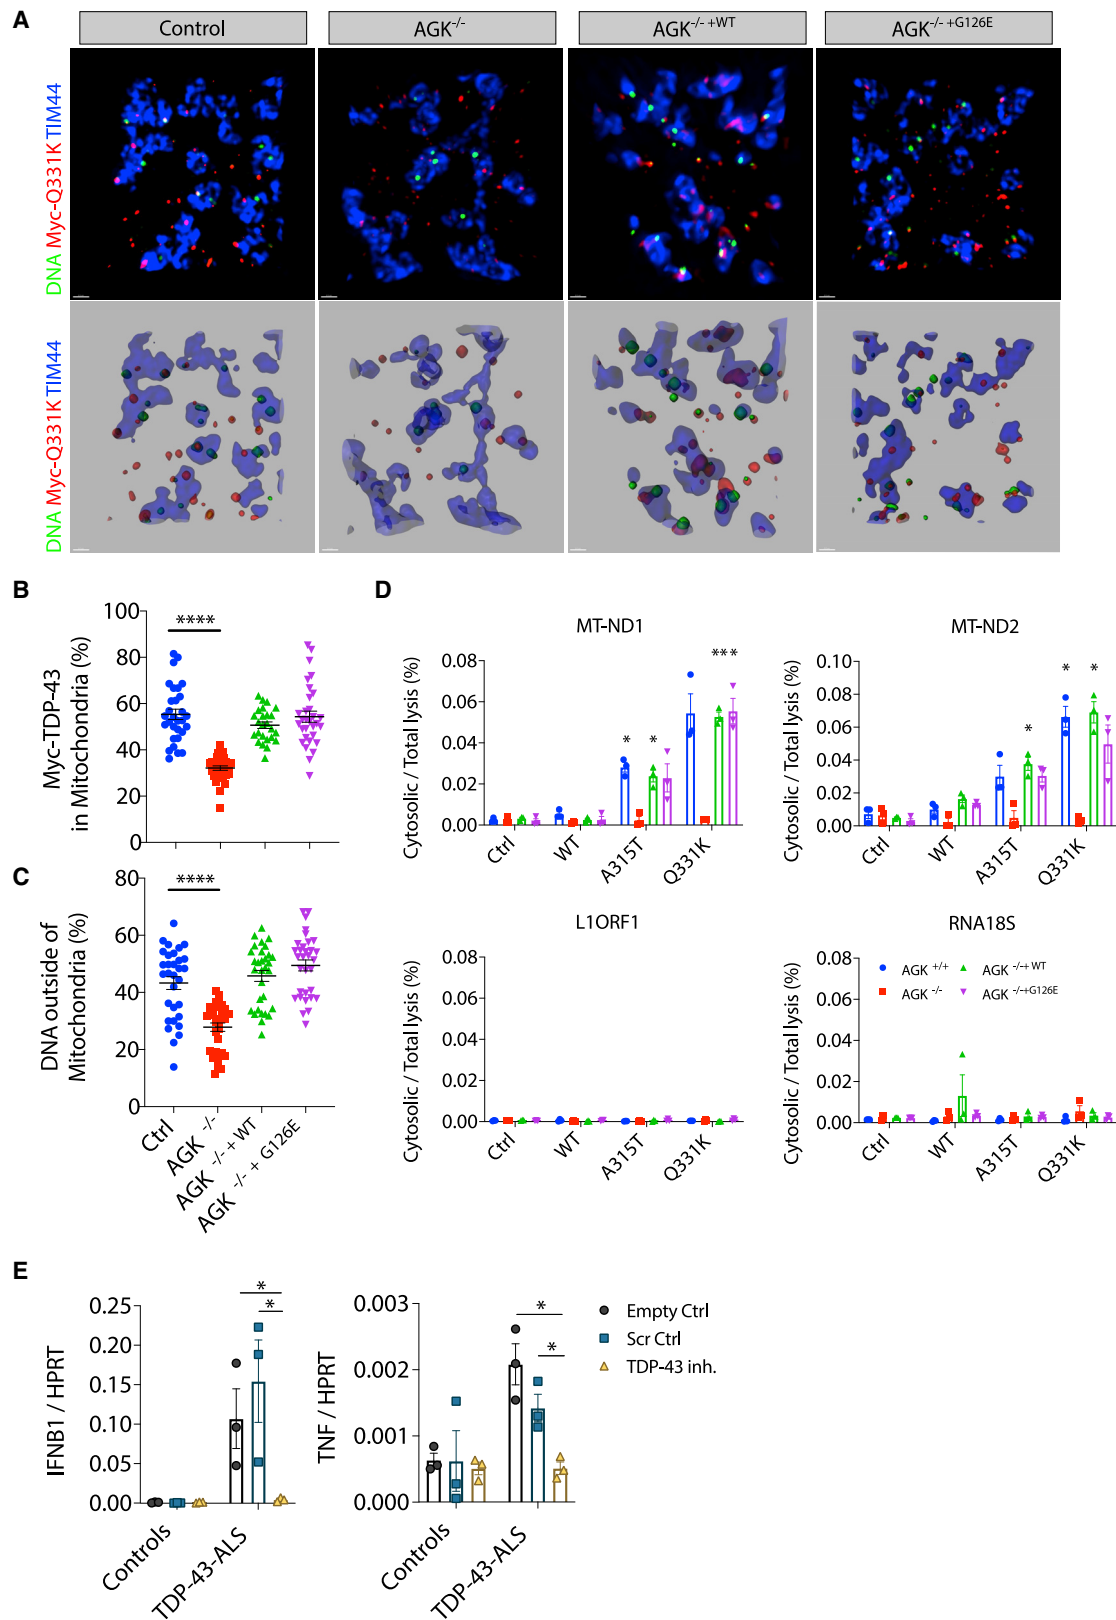 A
Control
AGK-/-
AGK-/- +WT
AGK-/- +G126E
DNA Myc-Q331K TIM44
DNA Myc-Q331K TIM44
B
Myc-TDP-43
in Mitochondria (%)
100
80
60
40
20
0
****
C
DNA outside of
Mitochondria (%)
80
60
40
20
0
****
Ctrl
AGK -/-
AGK -/-+ WT
AGK -/-+ G126E
D
MT-ND1
Cytosolic / Total lysis (%)
0.08
0.06
0.04
0.02
0.00
* * ***
Ctrl
WT
A315T
Q331K
MT-ND2
Cytosolic / Total lysis (%)
0.10
0.08
0.06
0.04
0.02
0.00
* * *
Ctrl
WT
A315T
Q331K
L1ORF1
Cytosolic / Total lysis (%)
0.08
0.06
0.04
0.02
0.00
Ctrl
WT
A315T
Q331K
RNA18S
Cytosolic / Total lysis (%)
0.08
0.06
0.04
0.02
0.00
AGK +/+
AGK -/-+ WT
AGK -/-
AGK -/-+G126E
Ctrl
WT
A315T
Q331K
E
IFNB1 / HPRT
0.25
0.20
0.15
0.10
0.05
0.00
*
*
Controls
TDP-43-ALS
TNF / HPRT
0.003
0.002
0.001
0.000
*
*
Controls
TDP-43-ALS
Empty Ctrl
Scr Ctrl
TDP-43 inh.